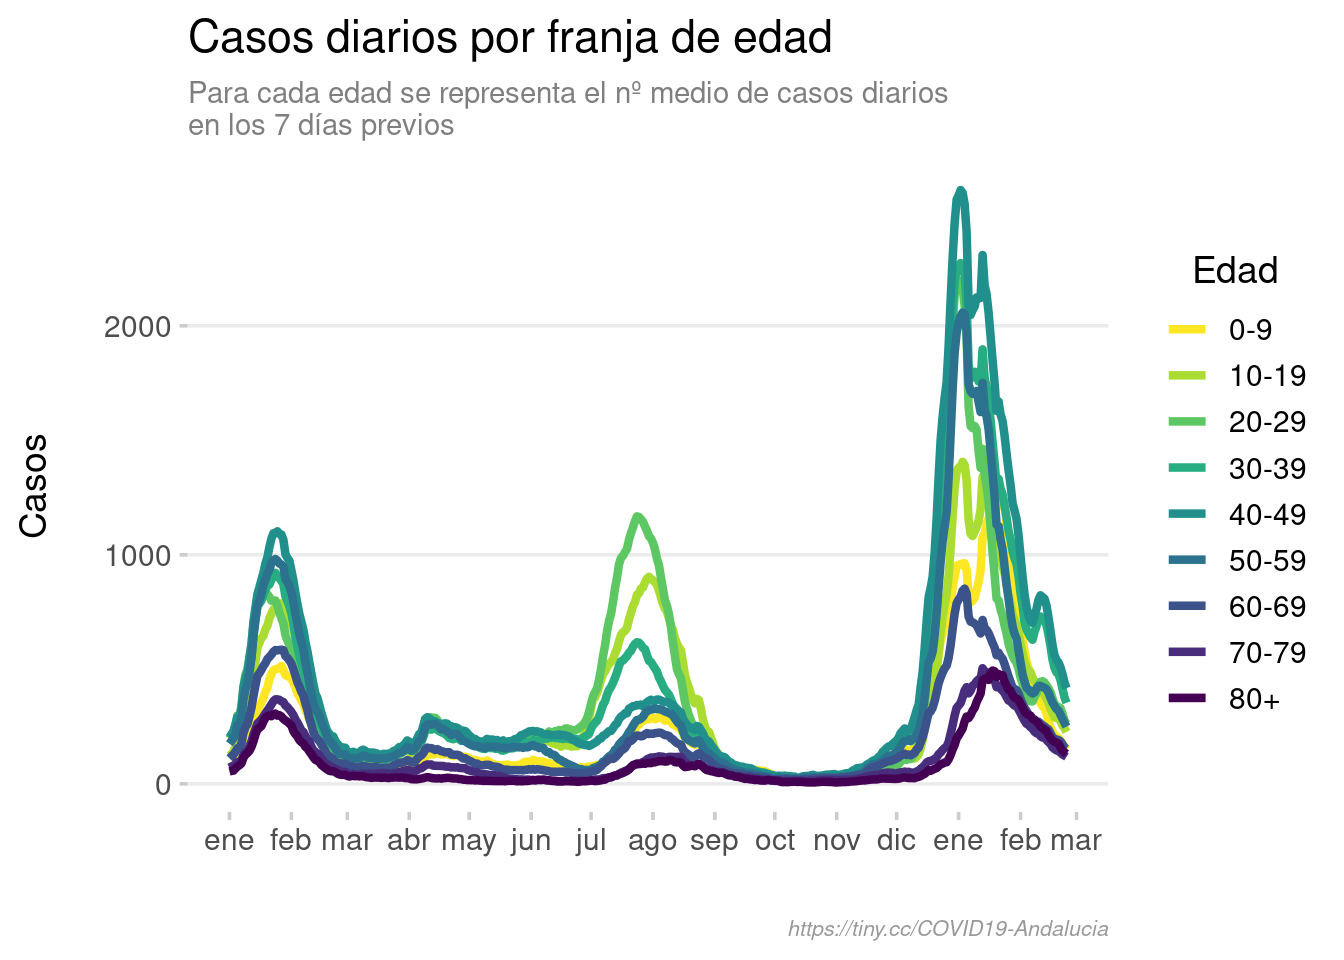 Casos diarios por franja de edad
Para cada edad se representa el nº medio de casos diarios
en los 7 días previos
Casos
2000
1000
0
ene feb mar abr may jun jul ago sep oct nov dic ene feb mar
Edad
0-9
10-19
20-29
30-39
40-49
50-59
60-69
70-79
80+
https://tiny.cc/COVID19-Andalucia